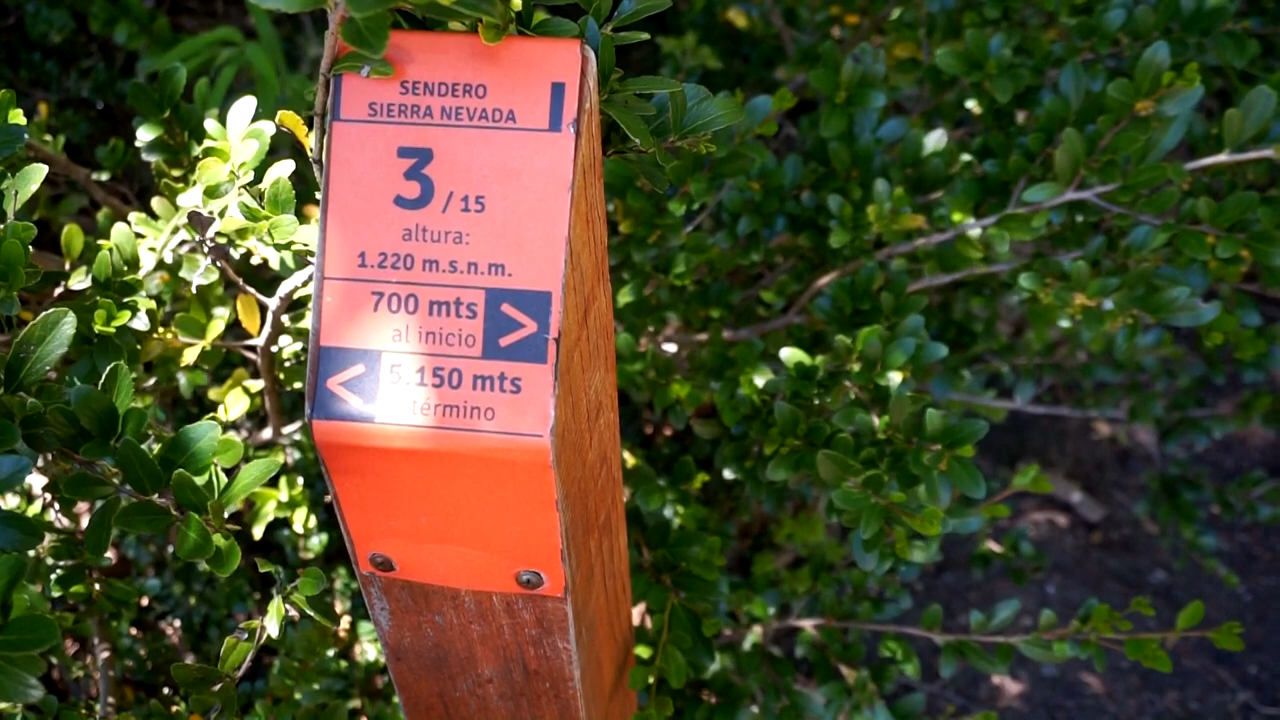 SENDERO
SIERRA NEVADA
3 / 15
altura:
1.220 m.s.n.m.
700 mts >
al inicio
< 5.150 mts
término